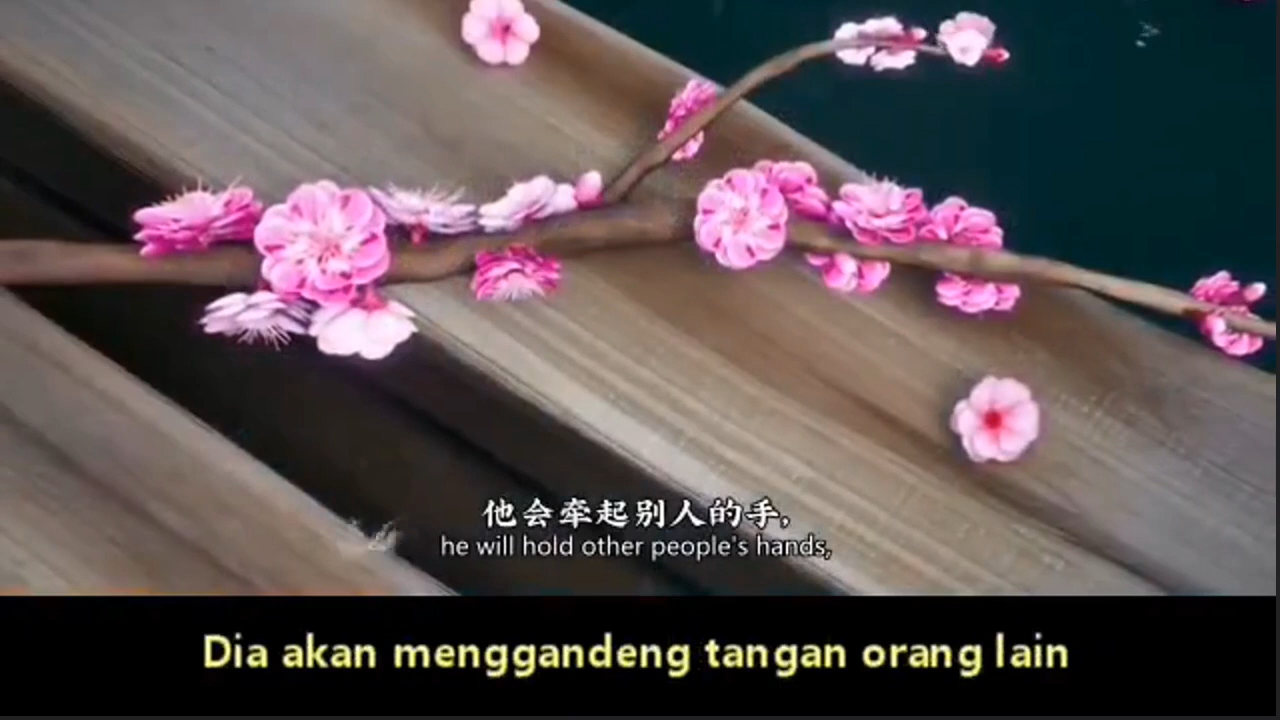 他会牵起别人的手,
he will hold other people's hands,
Dia akan menggandeng tangan orang lain